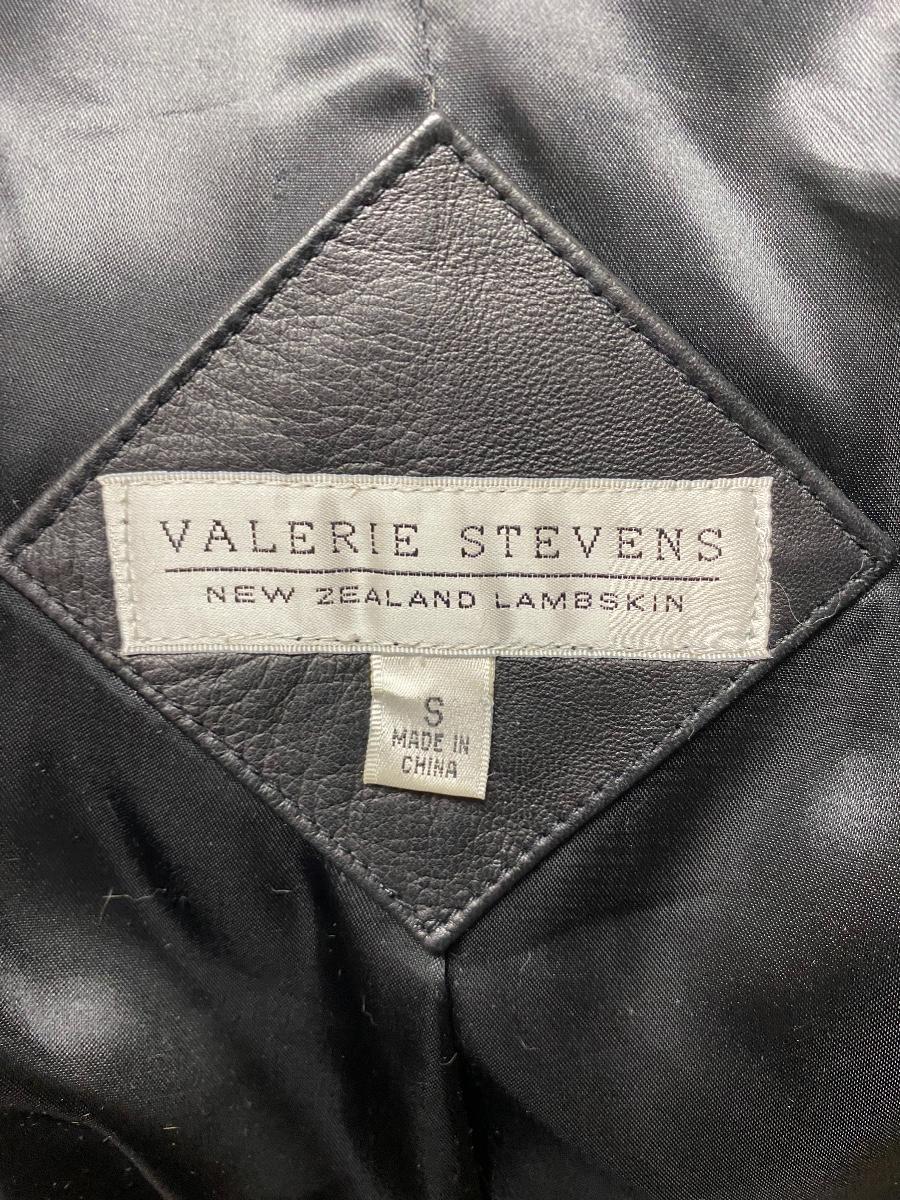 VALERIE STEVENS
NEW ZEALAND LAMBSKIN
S
MADE IN
CHINA